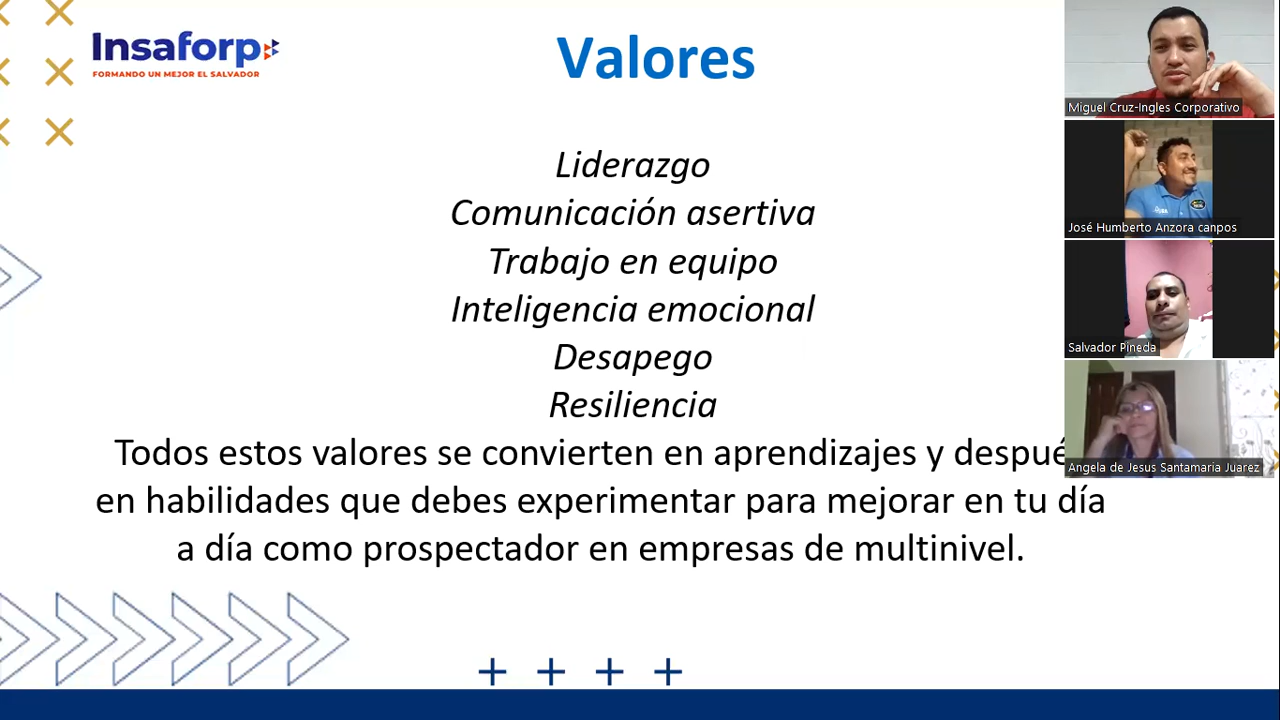 Insaforp
FORMANDO UN MEJOR EL SALVADOR
Valores
Liderazgo
Comunicación asertiva
Trabajo en equipo
Inteligencia emocional
Desapego
Resiliencia
Todos estos valores se convierten en aprendizajes y despué
en habilidades que debes experimentar para mejorar en tu día
a día como prospectador en empresas de multinivel.
Miguel Cruz-Ingles Corporativo
José Humberto Anzora canpos
Salvador Pineda
Angela de Jesus Santamaria Juarez